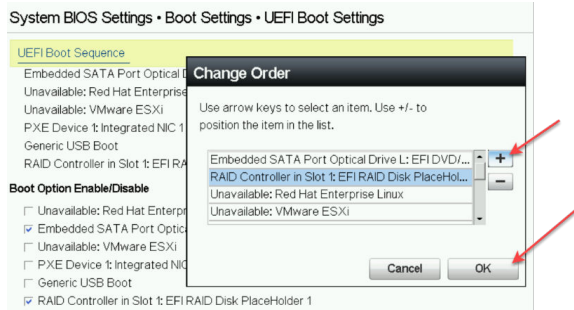 System BIOS Settings • Boot Settings • UEFI Boot Settings
UEFI Boot Sequence
Embedded SATA Port Optical
Unavailable: Red Hat Enterprise
Unavailable: VMware ESXi
PXE Device 1: Integrated NIC 1
Generic USB Boot
RAID Controller in Slot 1: EFI RA
Change Order
Use arrow keys to select an item. Use +/- to
position the item in the list.
Embedded SATA Port Optical Drive L: EFI DVD/...
RAID Controller in Slot 1: EFI RAID Disk PlaceHol...
Unavailable: Red Hat Enterprise Linux
Unavailable: VMware ESXi
+
−
Cancel OK
Boot Option Enable/Disable
Unavailable: Red Hat Enterpr
Embedded SATA Port Optica
Unavailable: VMware ESXi
PXE Device 1: Integrated NIC
Generic USB Boot
RAID Controller in Slot 1: EFI RAID Disk PlaceHolder 1